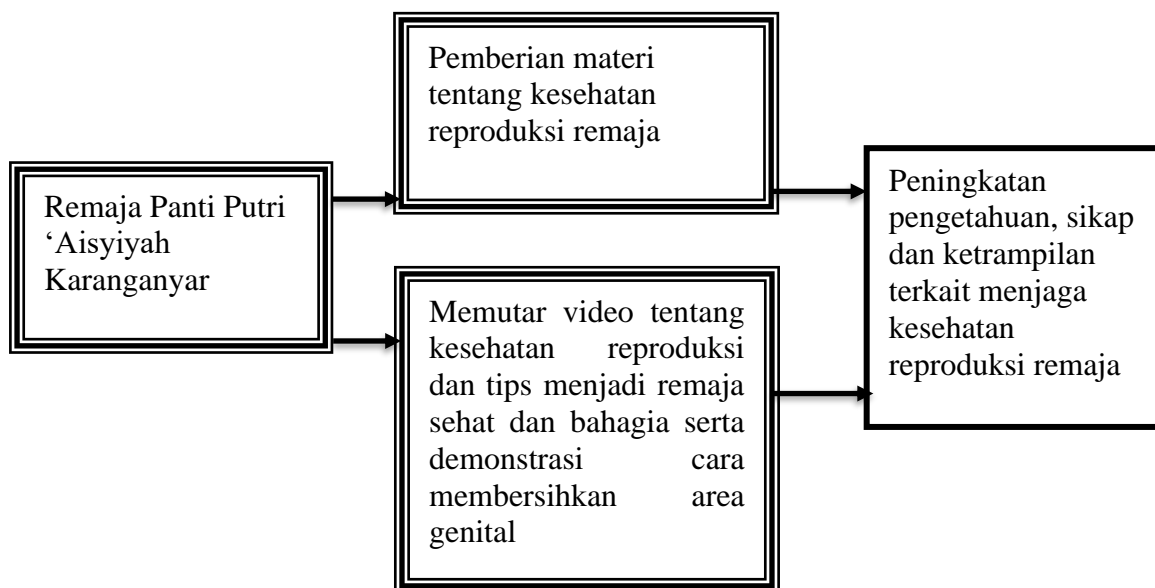 Remaja Panti Putri
‘Aisyiyah
Karanganyar
Pemberian materi
tentang kesehatan
reproduksi remaja
Memutar video tentang
kesehatan reproduksi
dan tips menjadi remaja
sehat dan bahagia serta
demonstrasi cara
membersihkan area
genital
Peningkatan
pengetahuan, sikap
dan ketrampilan
terkait menjaga
kesehatan
reproduksi remaja